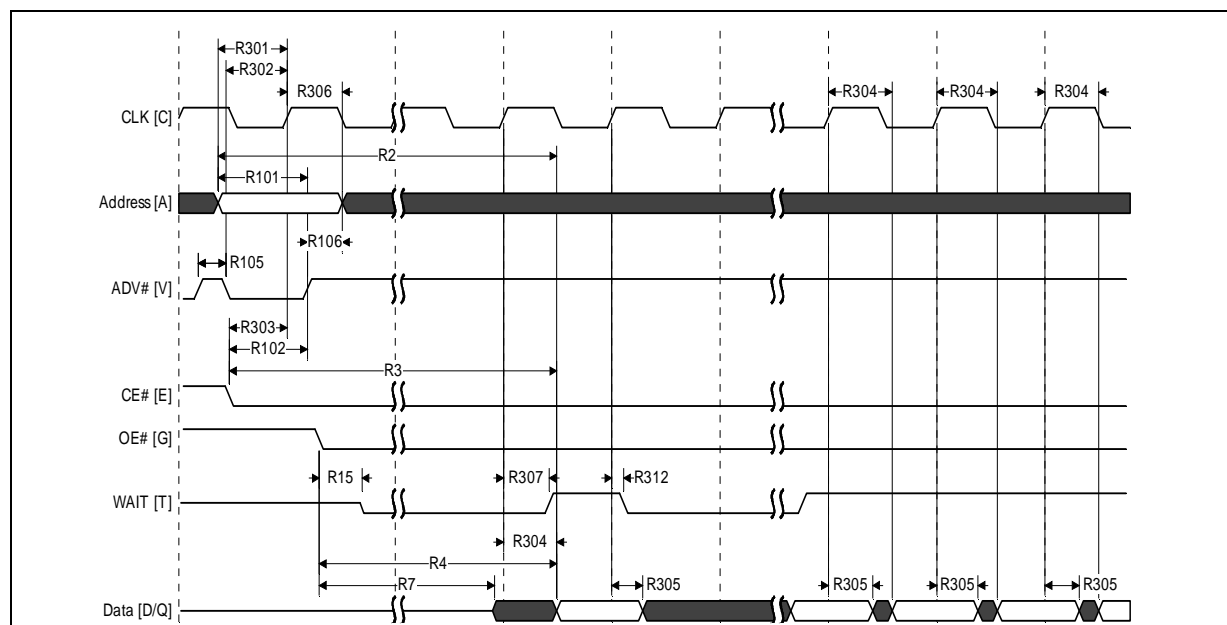 R301
R302
R306
R304
R304
R304
CLK [C]
R2
R101
Address [A]
R106
R105
ADV# [V]
R303
R102
R3
CE# [E]
OE# [G]
R15
R307
R312
WAIT [T]
R304
R4
R7
R305
R305
R305
R305
Data [D/Q]